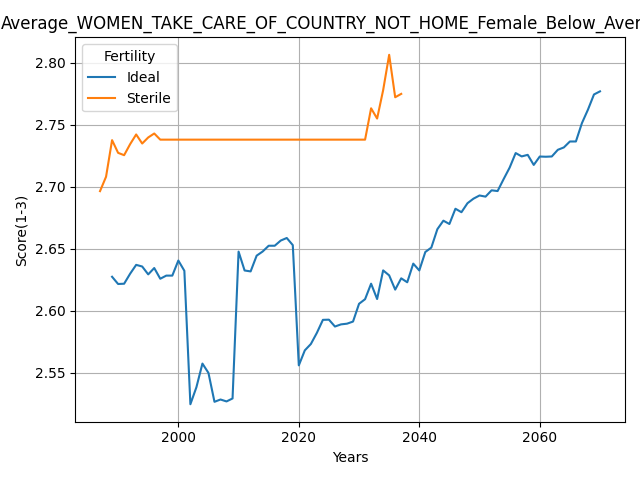 Average_WOMEN_TAKE_CARE_OF_COUNTRY_NOT_HOME_Female_Below_Aver
Fertility
Ideal
Sterile
2.80
2.75
2.70
2.65
2.60
2.55
Score(1-3)
2000
2020
2040
2060
Years